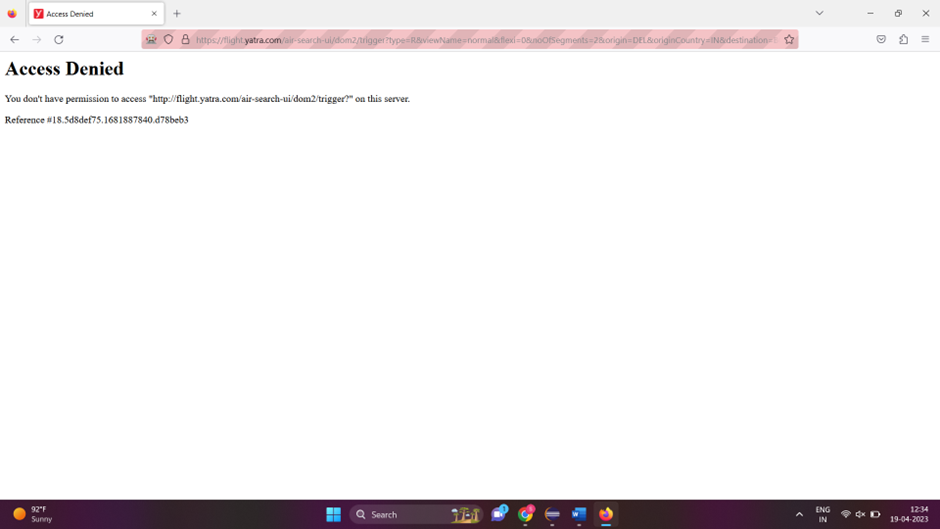 Access Denied
https://flight.yatra.com/air-search-ui/dom2/trigger?type=R&viewName=normal&flexi=0&noOfSegments=2&origin=DEL&originCountry=IN&destination=
Access Denied
You don't have permission to access "http://flight.yatra.com/air-search-ui/dom2/trigger?" on this server.
Reference #18.5d8def75.1681887840.d78beb3
92°F
Sunny
Search
1
ENG
IN
12:34
19-04-2023